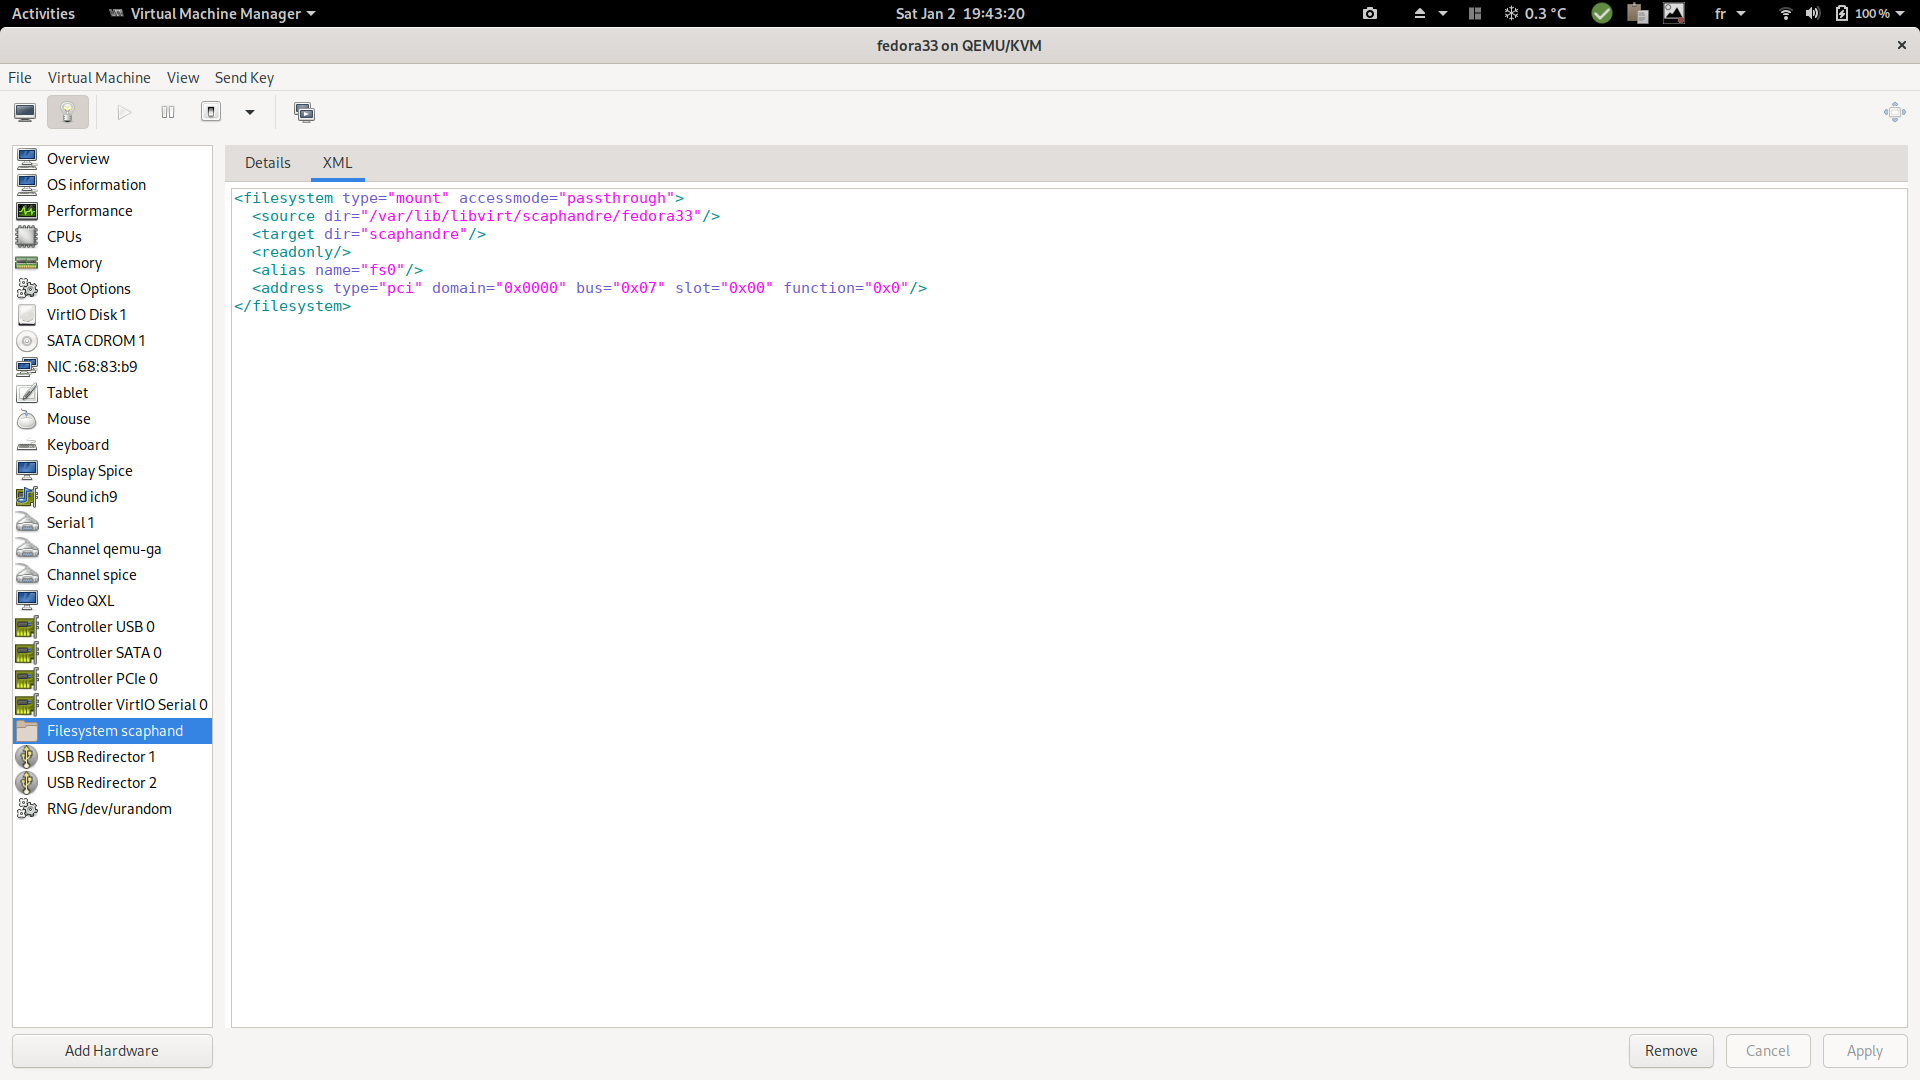 Activities Virtual Machine Manager Sat Jan 2 19:43:20 0.3 °C fr 100 %
fedora33 on QEMU/KVM
File Virtual Machine View Send Key
Overview
OS information
Performance
CPUs
Memory
Boot Options
VirtIO Disk 1
SATA CDROM 1
NIC :68:83:b9
Tablet
Mouse
Keyboard
Display Spice
Sound ich9
Serial 1
Channel qemu-ga
Channel spice
Video QXL
Controller USB 0
Controller SATA 0
Controller PCIe 0
Controller VirtIO Serial 0
Filesystem scaphand
USB Redirector 1
USB Redirector 2
RNG /dev/urandom
Add Hardware
Details XML
<filesystem type="mount" accessmode="passthrough">
  <source dir="/var/lib/libvirt/scaphandre/fedora33"/>
  <target dir="scaphandre"/>
  <readonly/>
  <alias name="fs0"/>
  <address type="pci" domain="0x0000" bus="0x07" slot="0x00" function="0x0"/>
</filesystem>
Remove Cancel Apply